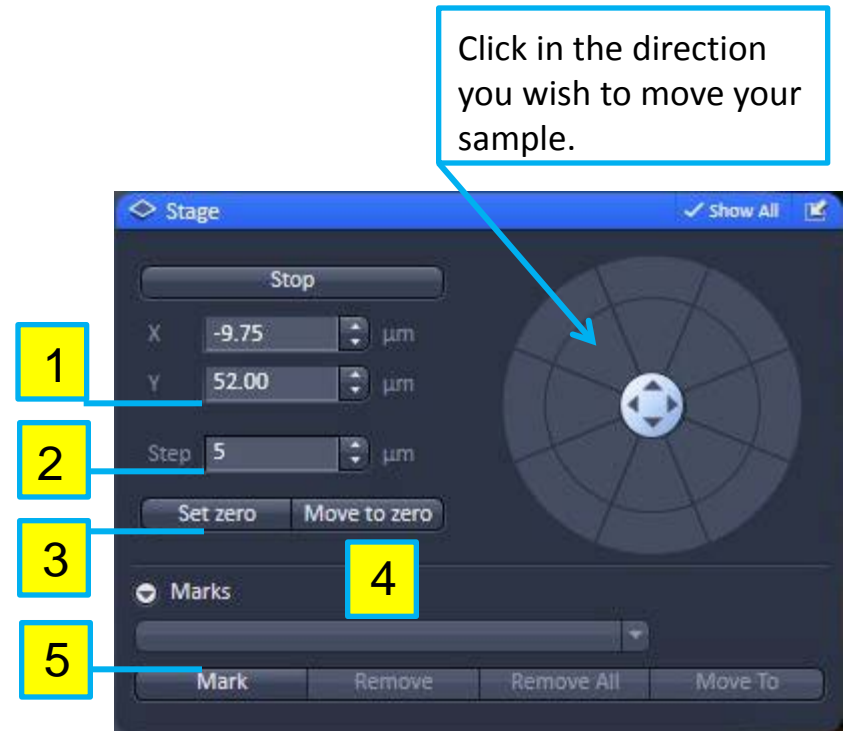 Click in the direction
you wish to move your
sample.
Stage
Show All
Stop
X -9.75 µm
1
Y 52.00 µm
2
Step 5 µm
Set zero Move to zero
3
4
Marks
5
Mark Remove Remove All Move To